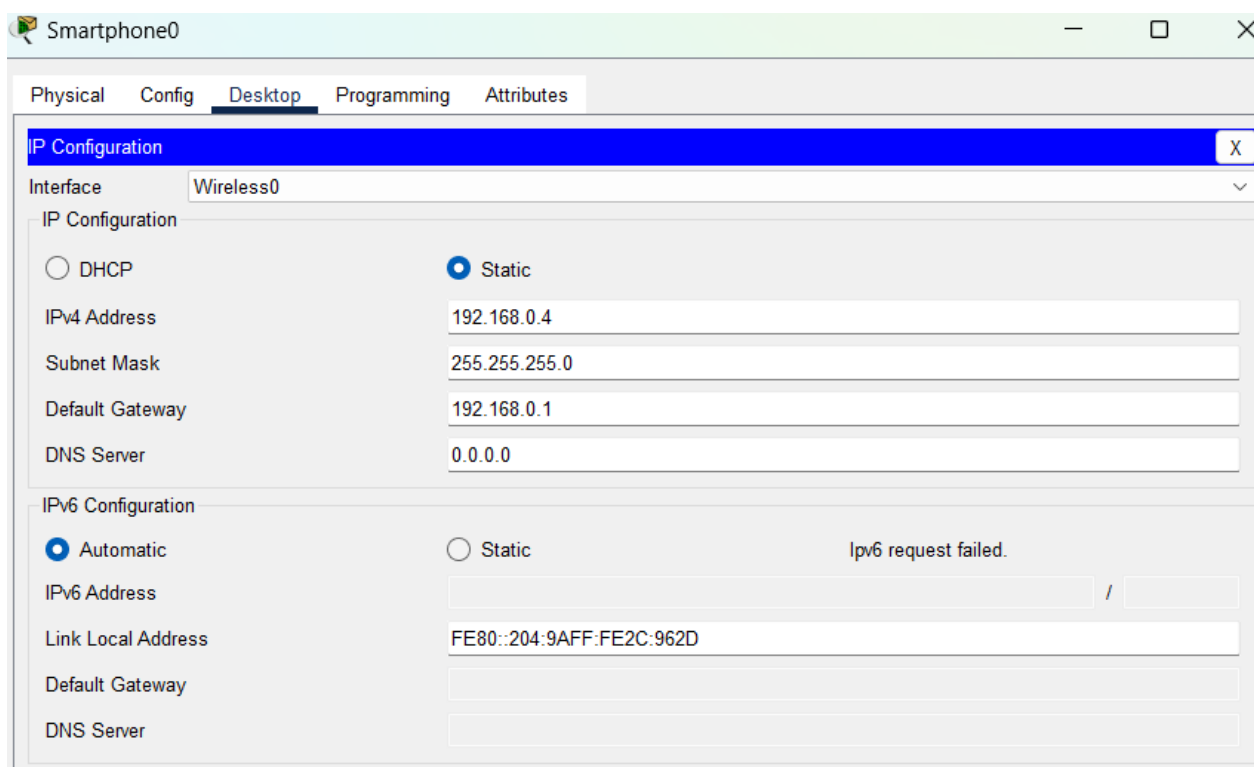 Smartphone0
Physical Config Desktop Programming Attributes
IP Configuration X
Interface Wireless0
IP Configuration
DHCP Static
IPv4 Address 192.168.0.4
Subnet Mask 255.255.255.0
Default Gateway 192.168.0.1
DNS Server 0.0.0.0
IPv6 Configuration
Automatic Static Ipv6 request failed.
IPv6 Address /
Link Local Address FE80::204:9AFF:FE2C:962D
Default Gateway
DNS Server